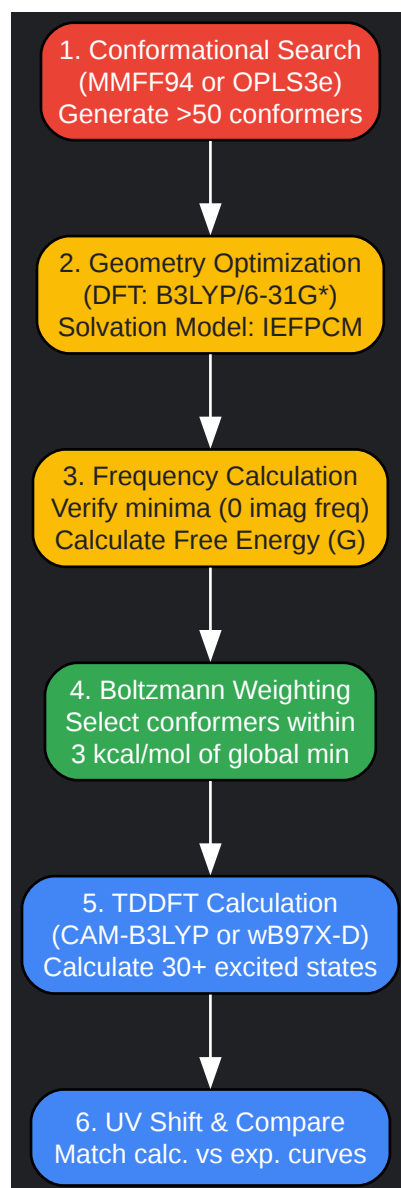 1. Conformational Search
(MMFF94 or OPLS3e)
Generate >50 conformers
2. Geometry Optimization
(DFT: B3LYP/6-31G*)
Solvation Model: IEFPCM
3. Frequency Calculation
Verify minima (0 imag freq)
Calculate Free Energy (G)
4. Boltzmann Weighting
Select conformers within
3 kcal/mol of global min
5. TDDFT Calculation
(CAM-B3LYP or wB97X-D)
Calculate 30+ excited states
6. UV Shift & Compare
Match calc. vs exp. curves